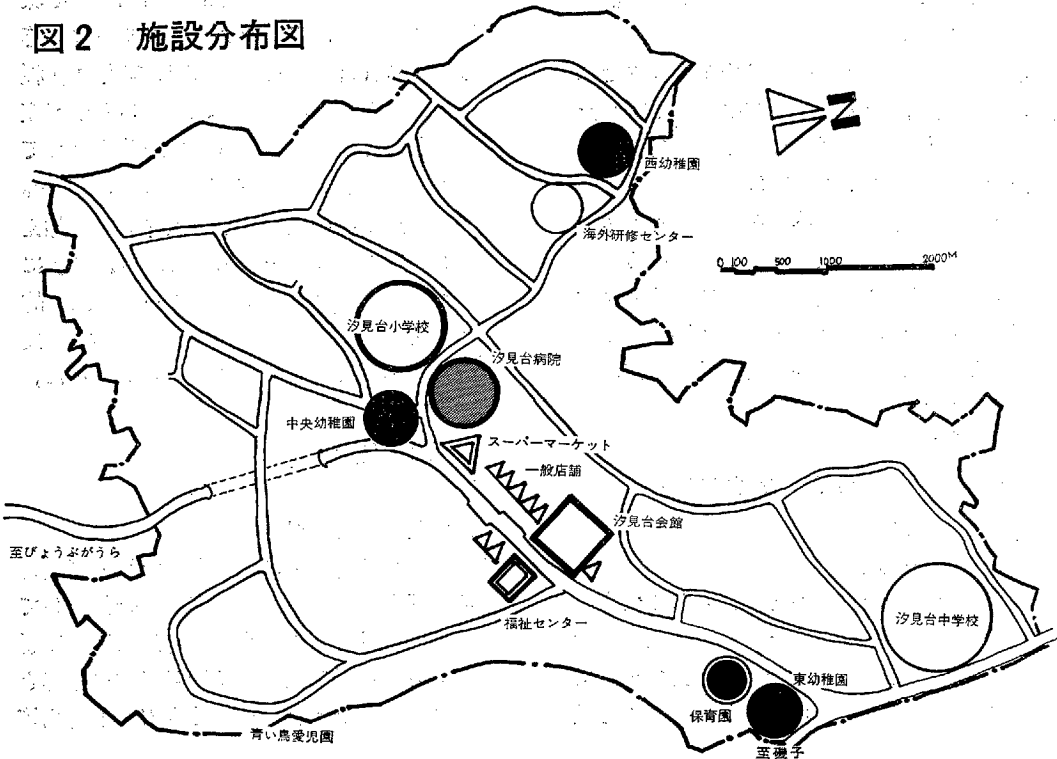 図2 施設分布図
N
西幼稚園
海外研修センター
0 100 500 1000 2000M
汐見台小学校
汐見台病院
中央幼稚園
スーパーマーケット
一般店舗
汐見台会館
至びょうぶがうら
福祉センター
汐見台中学校
東幼稚園
保育園
青い鳥愛児園
至磯子